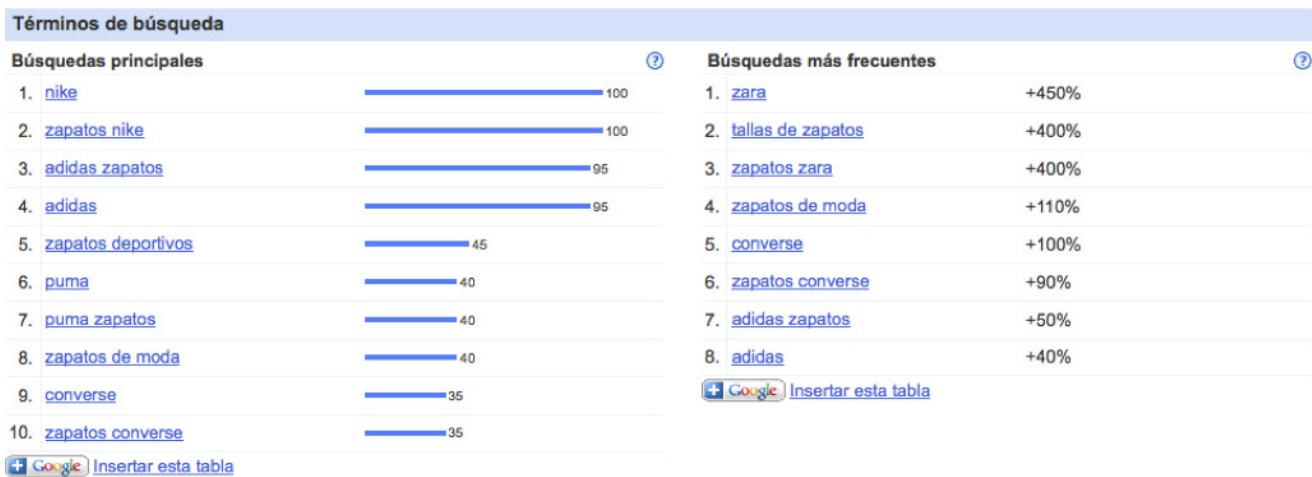 Términos de búsqueda
Búsquedas principales
1. nike 100
2. zapatos nike 100
3. adidas zapatos 95
4. adidas 95
5. zapatos deportivos 45
6. puma 40
7. puma zapatos 40
8. zapatos de moda 40
9. converse 35
10. zapatos converse 35
+ Google Insertar esta tabla
Búsquedas más frecuentes
1. zara +450%
2. tallas de zapatos +400%
3. zapatos zara +400%
4. zapatos de moda +110%
5. converse +100%
6. zapatos converse +90%
7. adidas zapatos +50%
8. adidas +40%
+ Google Insertar esta tabla